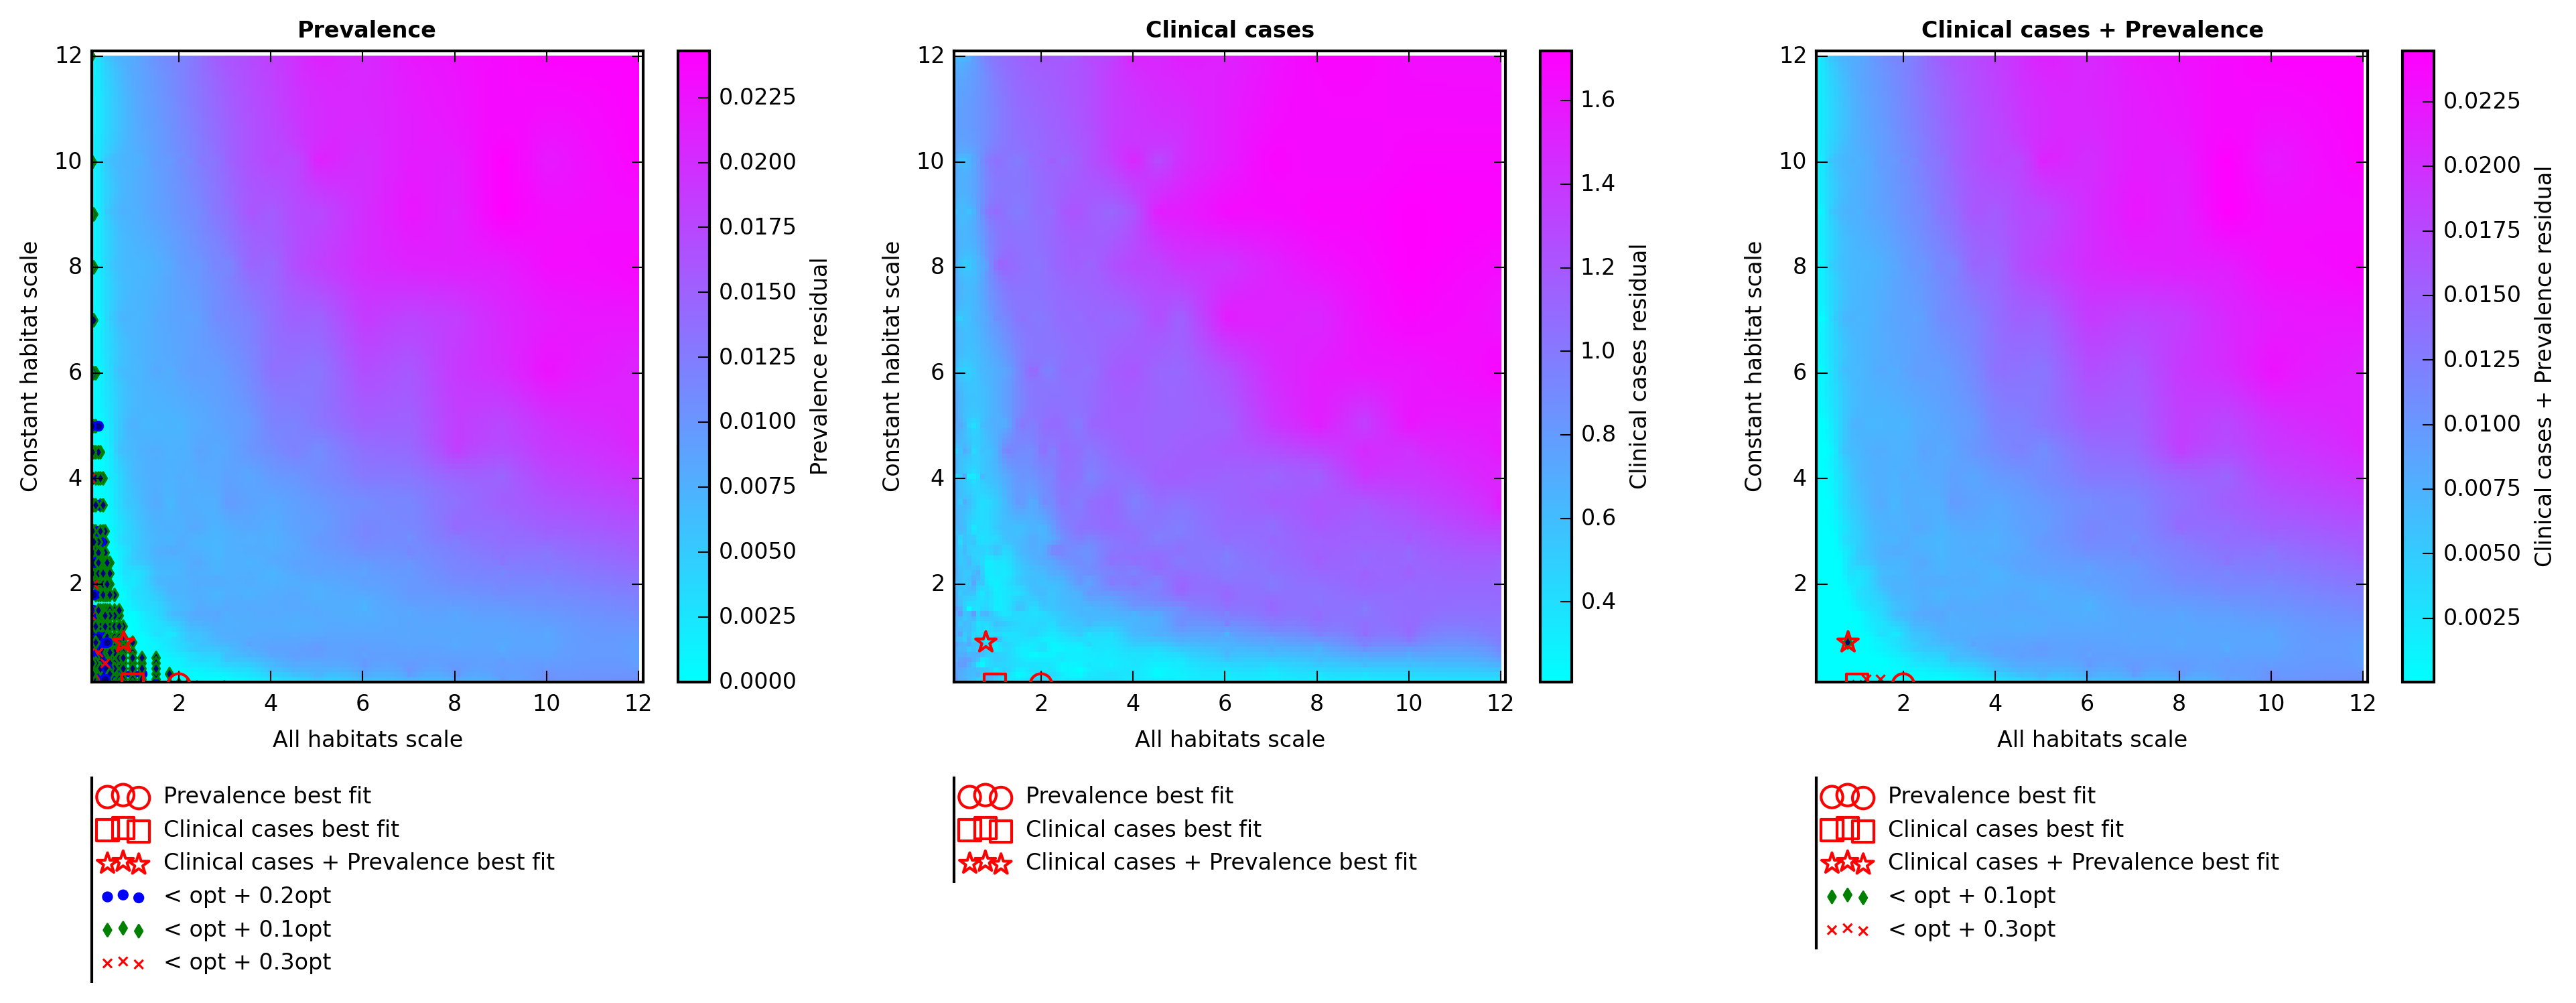 Prevalence
12
10
8
6
4
2
Constant habitat scale
2 4 6 8 10 12
All habitats scale
0.0225
0.0200
0.0175
0.0150
0.0125
0.0100
0.0075
0.0050
0.0025
0.0000
Prevalence residual
Prevalence best fit
Clinical cases best fit
Clinical cases + Prevalence best fit
< opt + 0.2opt
< opt + 0.1opt
< opt + 0.3opt
Clinical cases
12
10
8
6
4
2
Constant habitat scale
2 4 6 8 10 12
All habitats scale
1.6
1.4
1.2
1.0
0.8
0.6
0.4
Clinical cases residual
Prevalence best fit
Clinical cases best fit
Clinical cases + Prevalence best fit
Clinical cases + Prevalence
12
10
8
6
4
2
Constant habitat scale
2 4 6 8 10 12
All habitats scale
0.0225
0.0200
0.0175
0.0150
0.0125
0.0100
0.0075
0.0050
0.0025
Clinical cases + Prevalence residual
Prevalence best fit
Clinical cases best fit
Clinical cases + Prevalence best fit
< opt + 0.1opt
< opt + 0.3opt